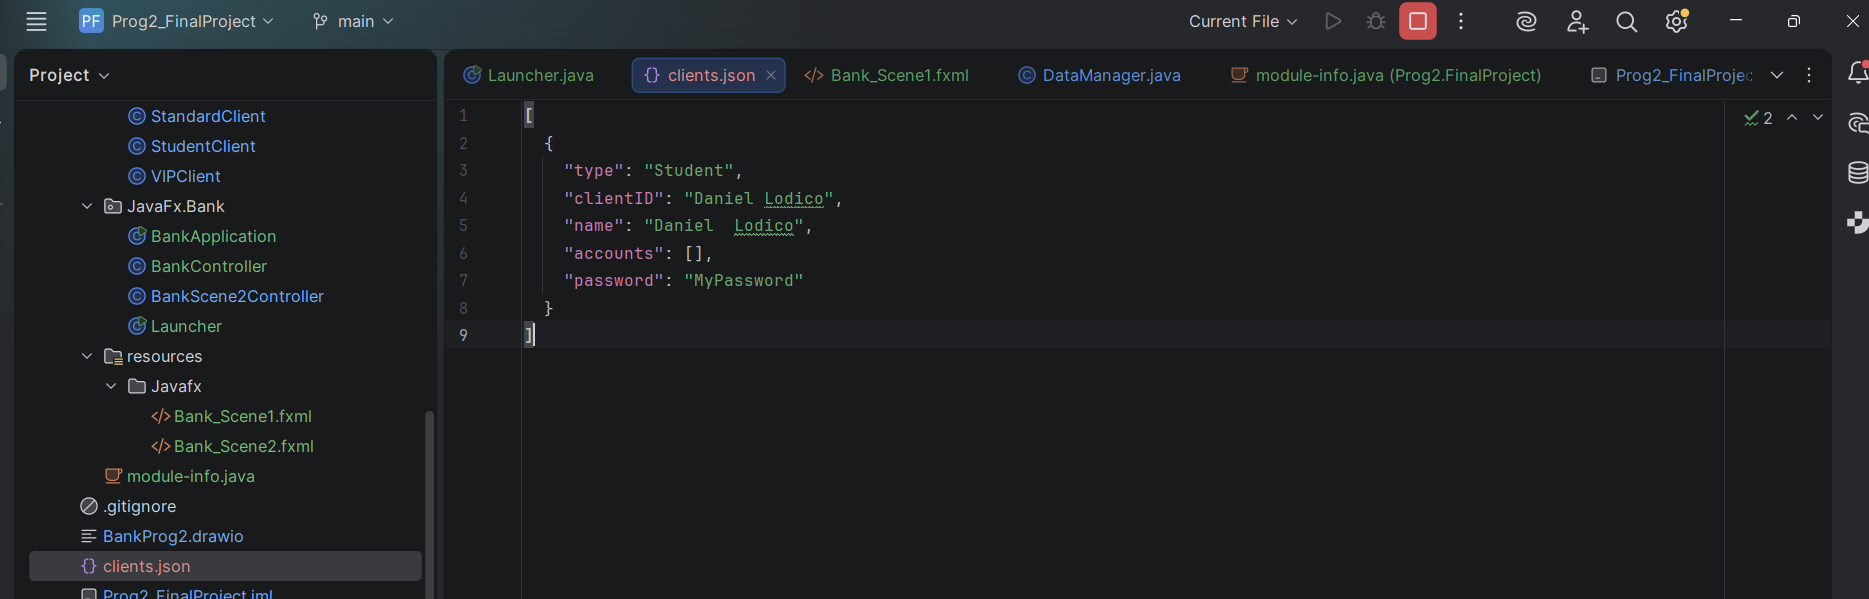 PF Prog2_FinalProject main Current File
Project
StandardClient
StudentClient
VIPClient
JavaFx.Bank
BankApplication
BankController
BankScene2Controller
Launcher
resources
Javafx
Bank_Scene1.fxml
Bank_Scene2.fxml
module-info.java
.gitignore
BankProg2.drawio
clients.json
Prog2_FinalProject.iml
Launcher.java clients.json Bank_Scene1.fxml DataManager.java module-info.java (Prog2.FinalProject) Prog2_FinalProjec
2
1 [
2 {
3 "type": "Student",
4 "clientID": "Daniel Lodico",
5 "name": "Daniel  Lodico",
6 "accounts": [],
7 "password": "MyPassword"
8 }
9 ]